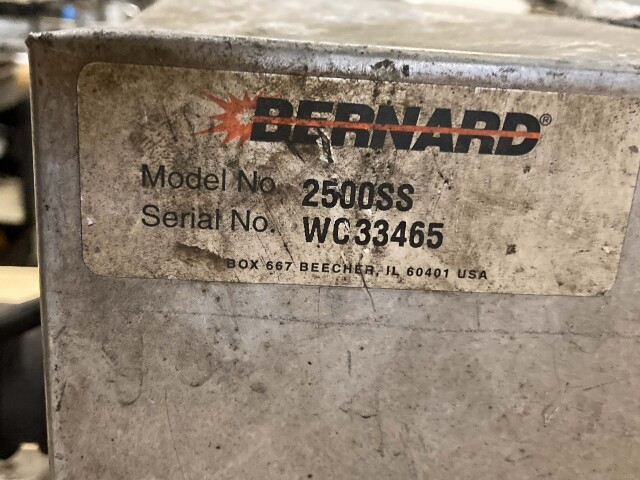 BERNARD®
Model No. 2500SS
Serial No. WC33465
BOX 667 BEECHER, IL 60401 USA